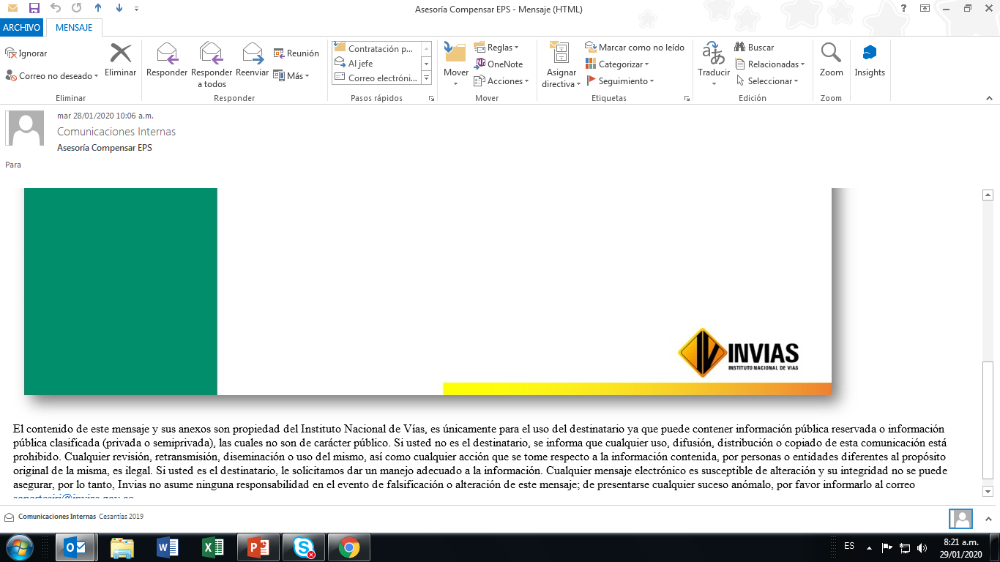 Asesoría Compensar EPS - Mensaje (HTML)
ARCHIVO
MENSAJE
Ignorar
Correo no deseado
Eliminar
Responder
Responder a todos
Reenviar
Reunión
Más
Contratación p...
Al jefe
Correo electróni...
Mover
Reglas
OneNote
Acciones
Asignar directiva
Marcar como no leído
Categorizar
Seguimiento
Traducir
Buscar
Relacionadas
Seleccionar
Zoom
Insights
Eliminar
Responder
Pasos rápidos
Mover
Etiquetas
Edición
Zoom
mar 28/01/2020 10:06 a.m.
Comunicaciones Internas
Asesoría Compensar EPS
Para
INVIAS
INSTITUTO NACIONAL DE VIAS
El contenido de este mensaje y sus anexos son propiedad del Instituto Nacional de Vías, es únicamente para el uso del destinatario ya que puede contener información pública reservada o información
pública clasificada (privada o semiprivada), las cuales no son de carácter público. Si usted no es el destinatario, se informa que cualquier uso, difusión, distribución o copiado de esta comunicación está
prohibido. Cualquier revisión, retransmisión, diseminación o uso del mismo, así como cualquier acción que se tome respecto a la información contenida, por personas o entidades diferentes al propósito
original de la misma, es ilegal. Si usted es el destinatario, le solicitamos dar un manejo adecuado a la información. Cualquier mensaje electrónico es susceptible de alteración y su integridad no se puede
asegurar, por lo tanto, Invias no asume ninguna responsabilidad en el evento de falsificación o alteración de este mensaje; de presentarse cualquier suceso anómalo, por favor informarlo al correo
Comunicaciones Internas Cesantías 2019
ES
8:21 a.m.
29/01/2020